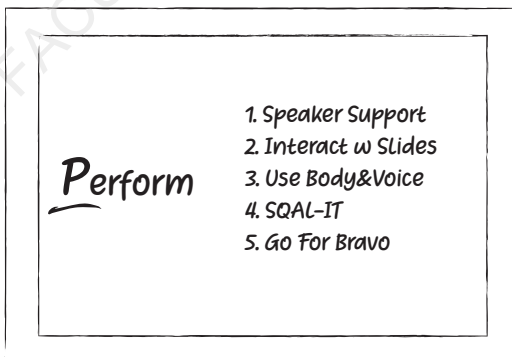 Perform
1. Speaker Support
2. Interact w Slides
3. Use Body&Voice
4. SQAL-IT
5. Go For Bravo